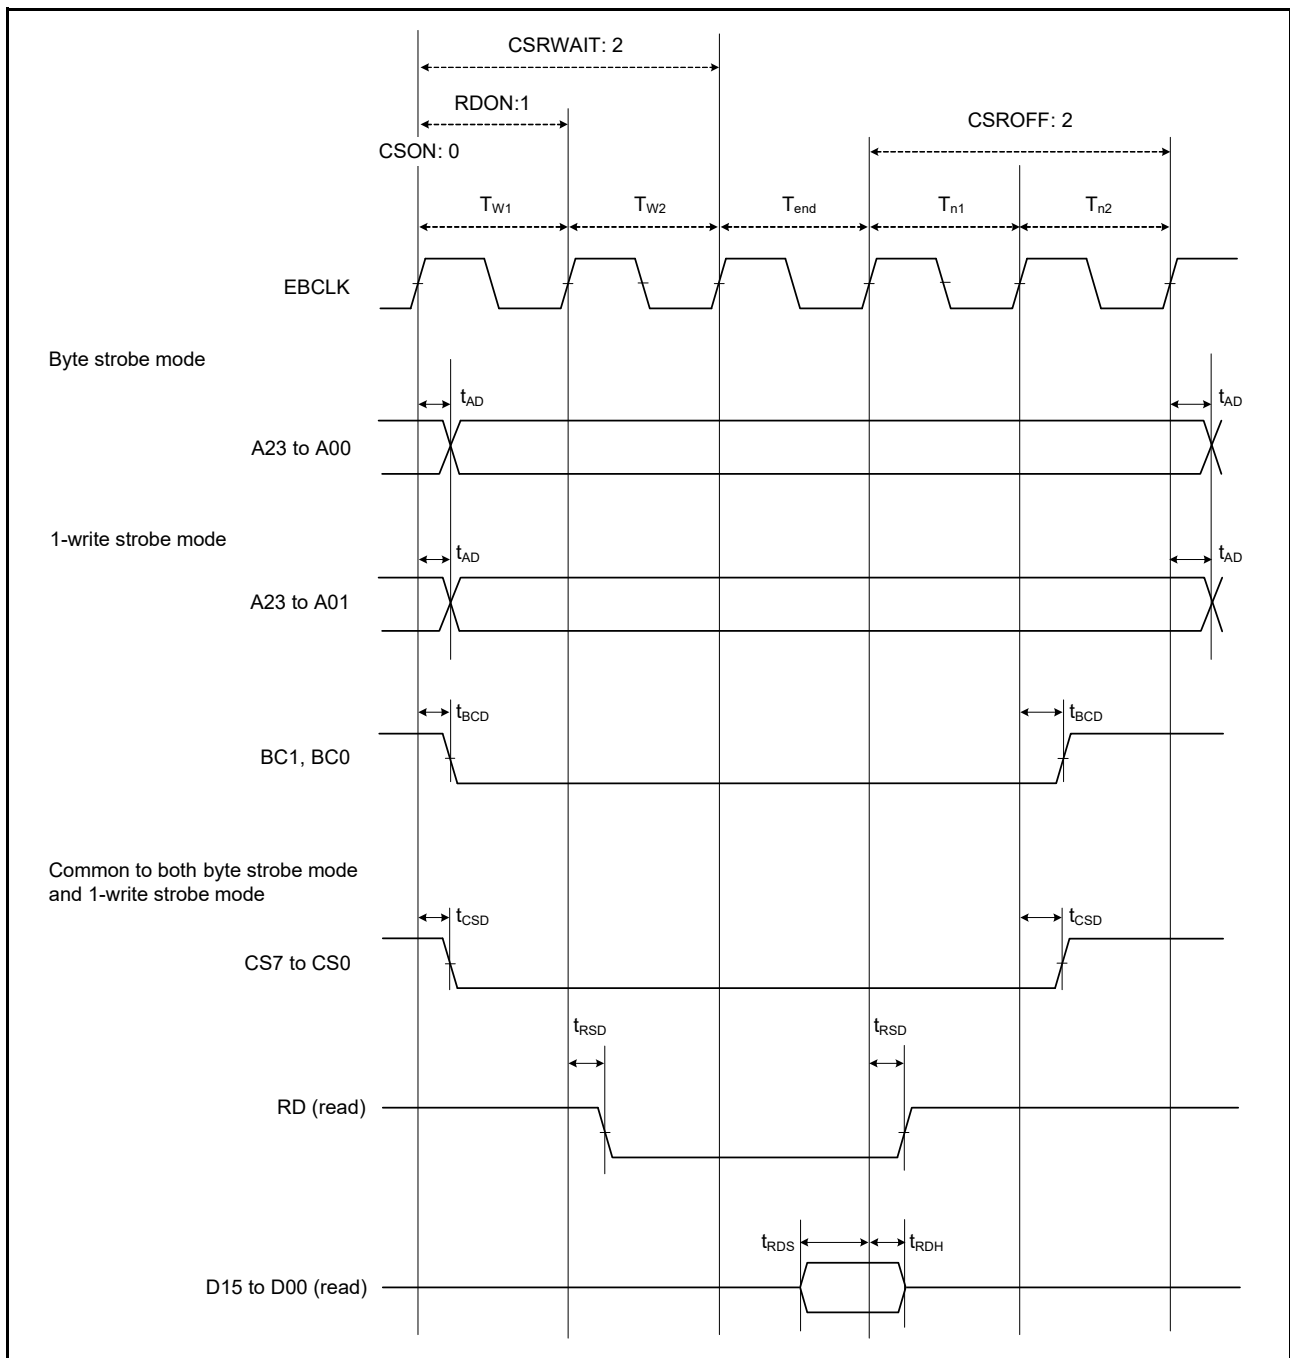 CSRWAIT: 2
RDON:1
CSROFF: 2
CSON: 0
TW1 TW2 Tend Tn1 Tn2
EBCLK
Byte strobe mode
tAD tAD
A23 to A00
1-write strobe mode
tAD tAD
A23 to A01
tBCD tBCD
BC1, BC0
Common to both byte strobe mode
and 1-write strobe mode
tCSD tCSD
CS7 to CS0
tRSD tRSD
RD (read)
tRDS tRDH
D15 to D00 (read)